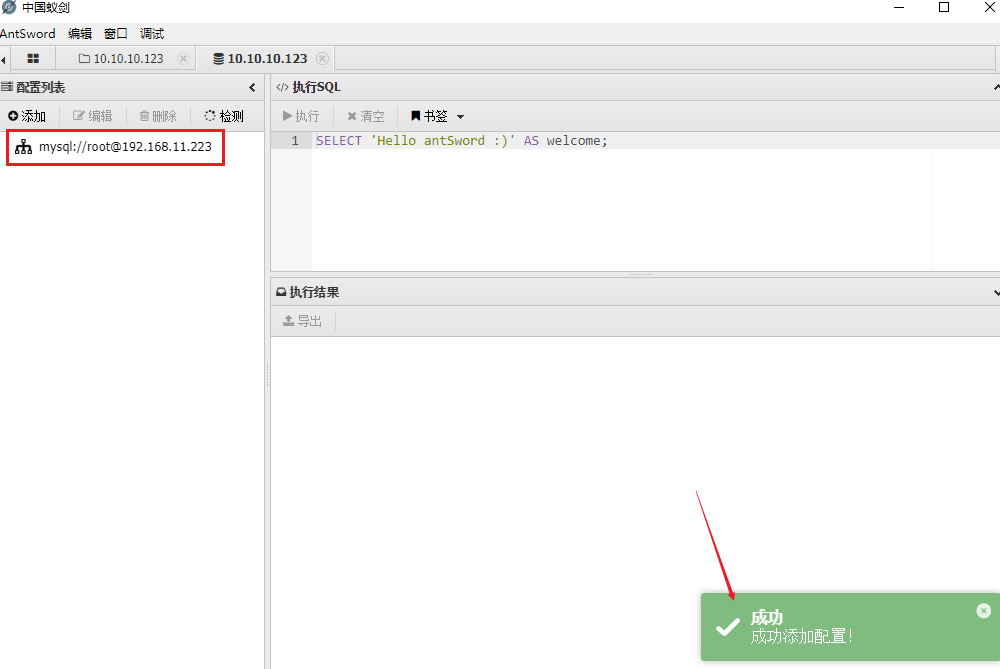 中国蚁剑
AntSword 编辑 窗口 调试
10.10.10.123 10.10.10.123
配置列表
添加 编辑 删除 检测
mysql://root@192.168.11.223
</> 执行SQL
执行 清空 书签
1 SELECT 'Hello antSword :)' AS welcome;
执行结果
导出
成功
成功添加配置!